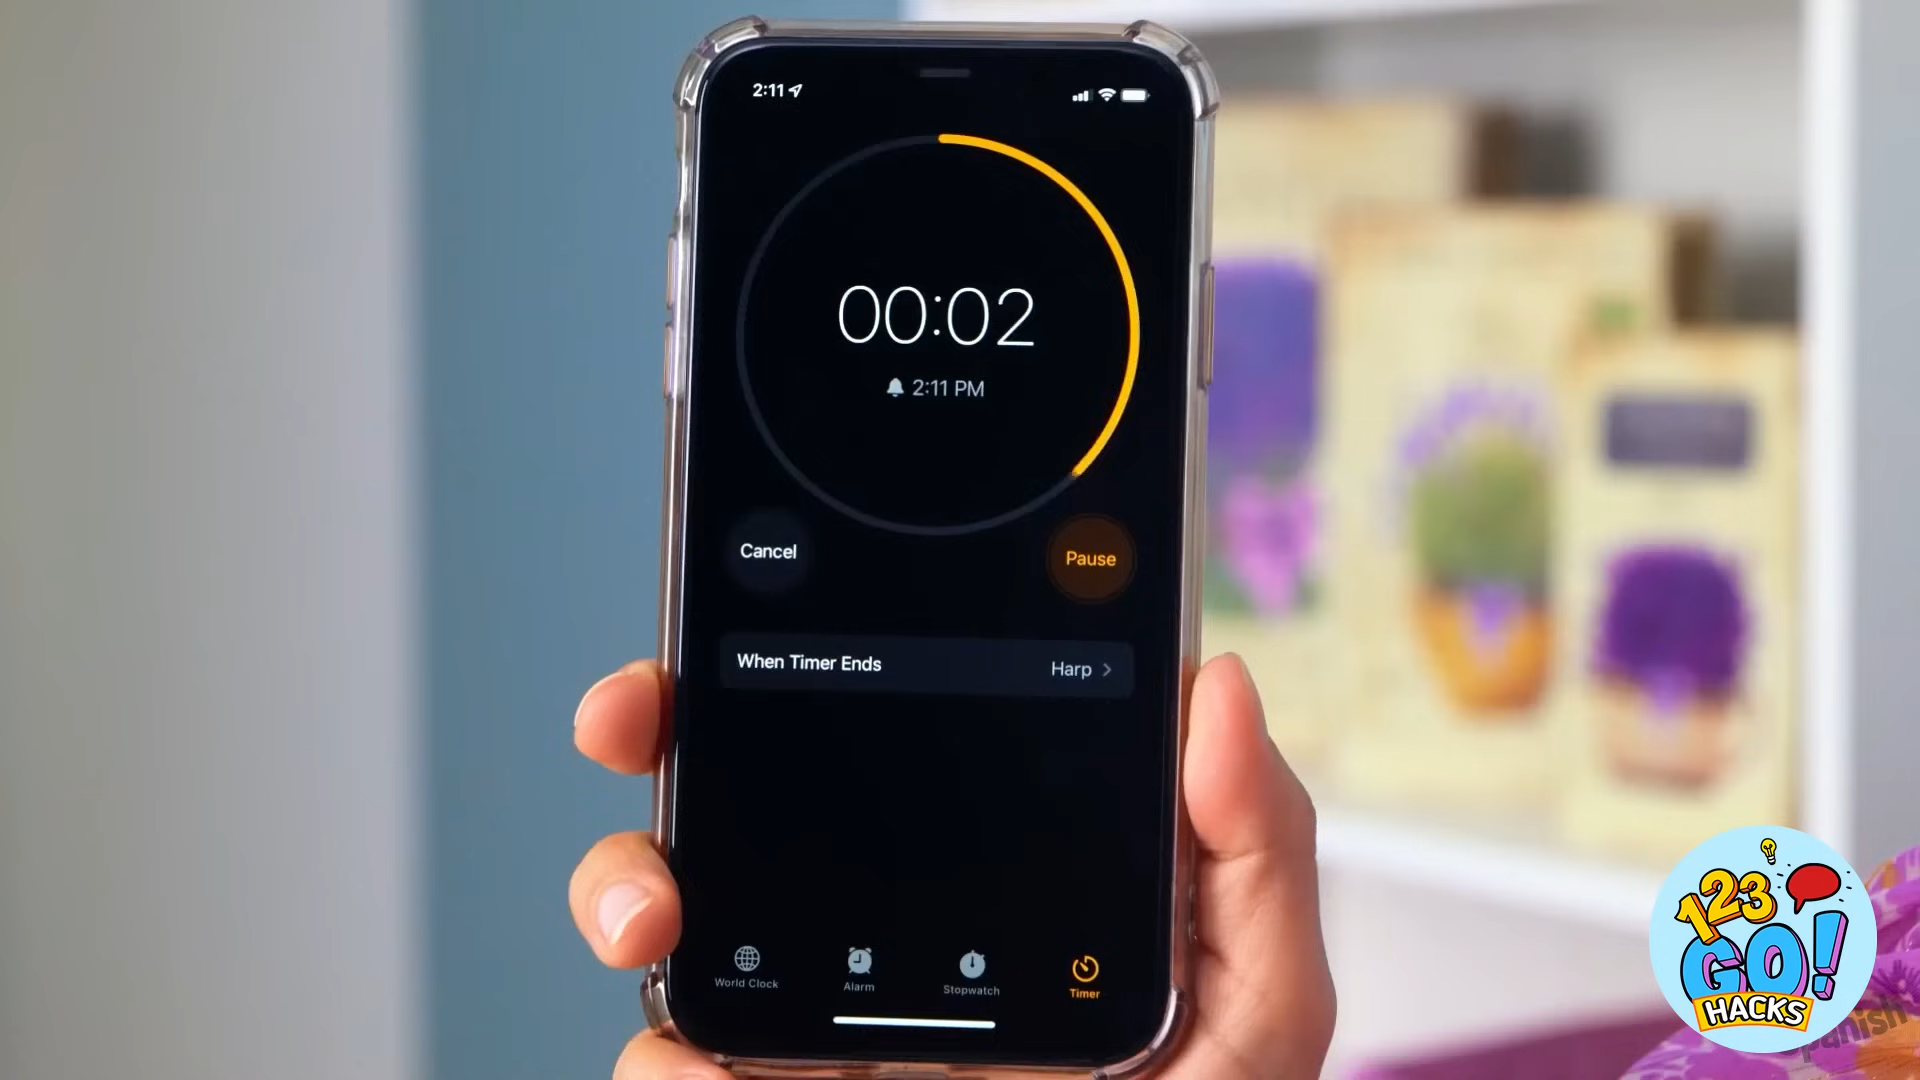 2:11
00:02
2:11 PM
Cancel
Pause
When Timer Ends
Harp
World Clock
Alarm
Stopwatch
Timer
123
GO!
HACKS
Spanish